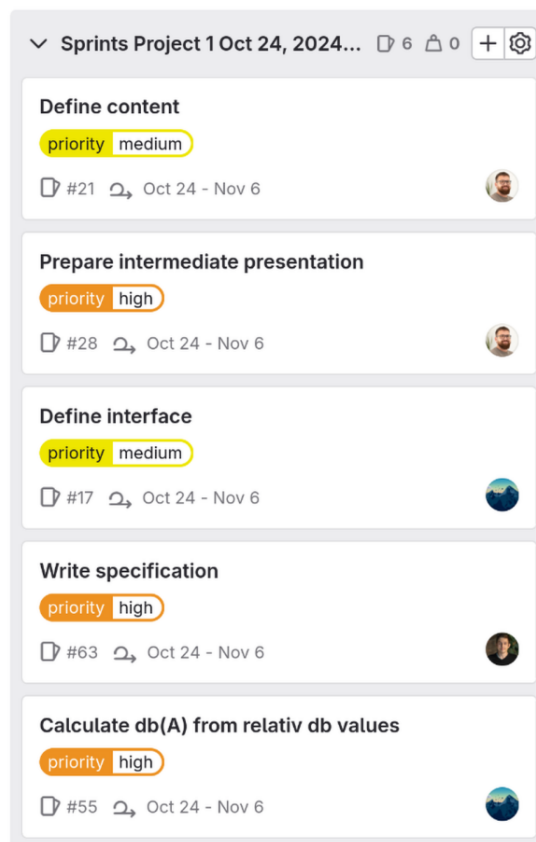 Sprints Project 1 Oct 24, 2024... 6 0
Define content
priority medium
#21 Oct 24 - Nov 6
Prepare intermediate presentation
priority high
#28 Oct 24 - Nov 6
Define interface
priority medium
#17 Oct 24 - Nov 6
Write specification
priority high
#63 Oct 24 - Nov 6
Calculate db(A) from relativ db values
priority high
#55 Oct 24 - Nov 6